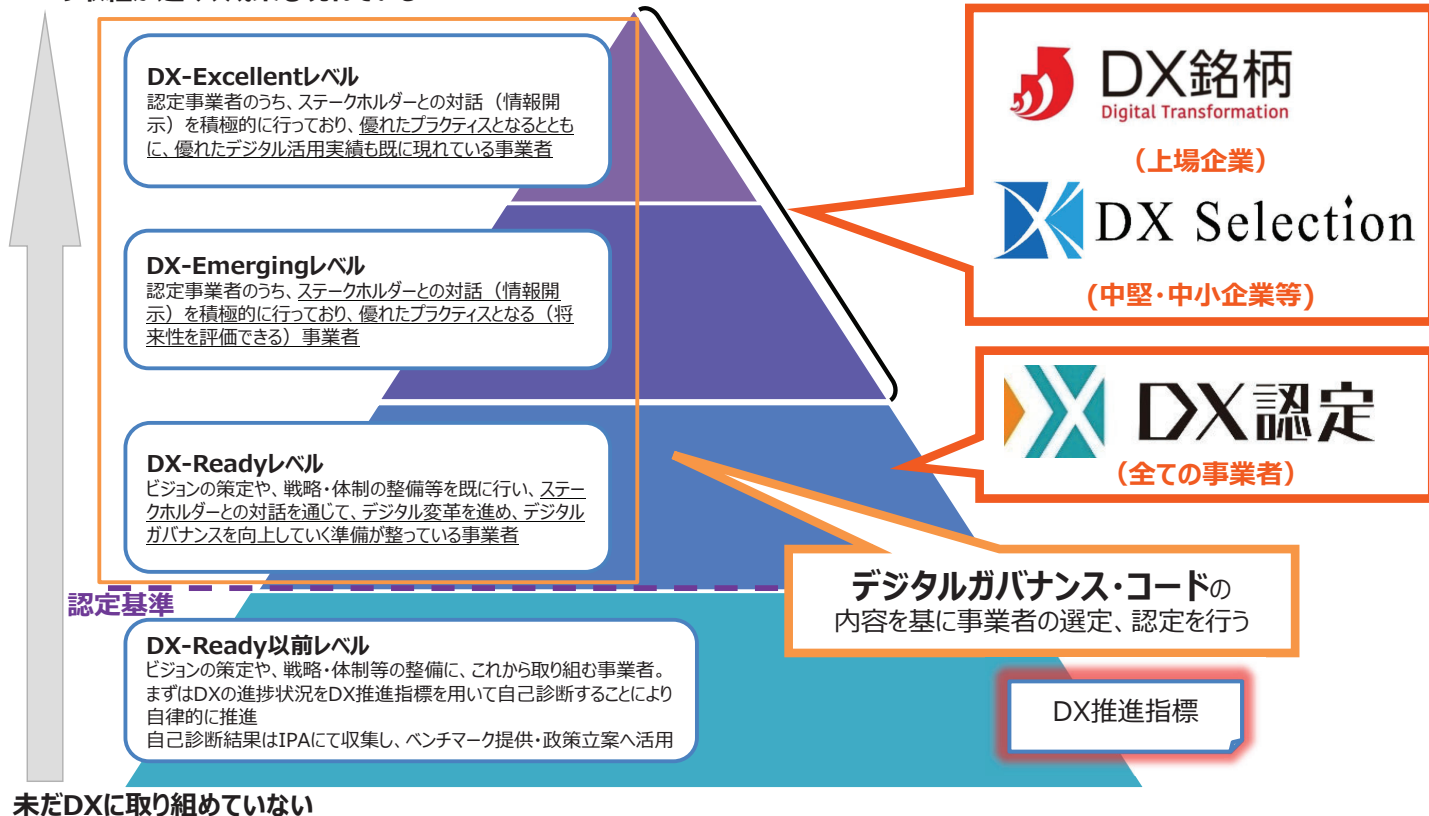 DX-Excellentレベル
認定事業者のうち、ステークホルダーとの対話（情報開
示）を積極的に行っており、優れたプラクティスとなるととも
に、優れたデジタル活用実績も既に現れている事業者
DX-Emergingレベル
認定事業者のうち、ステークホルダーとの対話（情報開
示）を積極的に行っており、優れたプラクティスとなる（将
来性を評価できる）事業者
DX-Readyレベル
ビジョンの策定や、戦略・体制の整備等を既に行い、ステー
クホルダーとの対話を通じて、デジタル変革を進め、デジタル
ガバナンスを向上していく準備が整っている事業者
認定基準
DX-Ready以前レベル
ビジョンの策定や、戦略・体制等の整備に、これから取り組む事業者。
まずはDXの進捗状況をDX推進指標を用いて自己診断することにより
自律的に推進
自己診断結果はIPAにて収集し、ベンチマーク提供・政策立案へ活用
未だDXに取り組めていない
DX銘柄
Digital Transformation
（上場企業）
DX Selection
(中堅・中小企業等)
DX認定
（全ての事業者）
デジタルガバナンス・コードの
内容を基に事業者の選定、認定を行う
DX推進指標